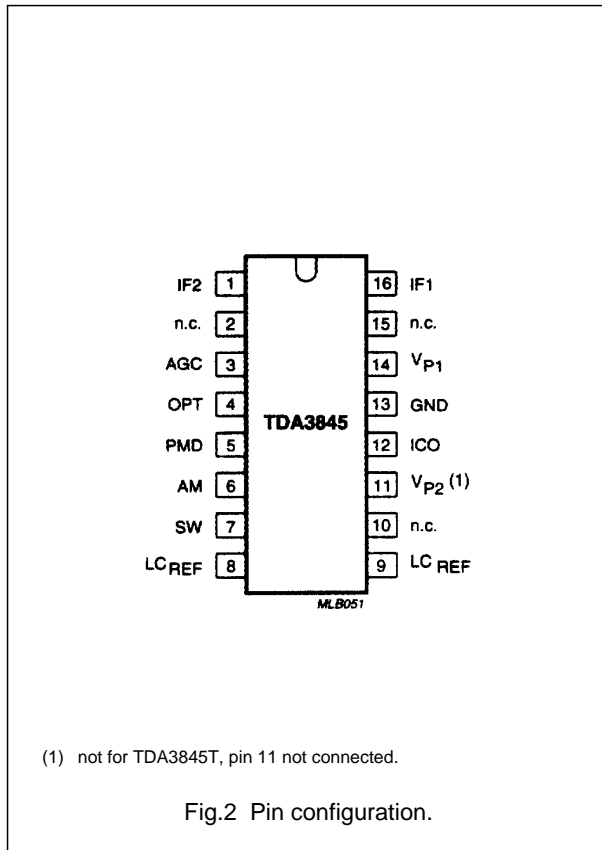 IF2 1 16 IF1
n.c. 2 15 n.c.
AGC 3 14 VP1
OPT 4 13 GND
TDA3845
PMD 5 12 ICO
AM 6 11 VP2 (1)
SW 7 10 n.c.
LCREF 8 9 LC REF
MLB051
(1) not for TDA3845T, pin 11 not connected.
Fig.2 Pin configuration.